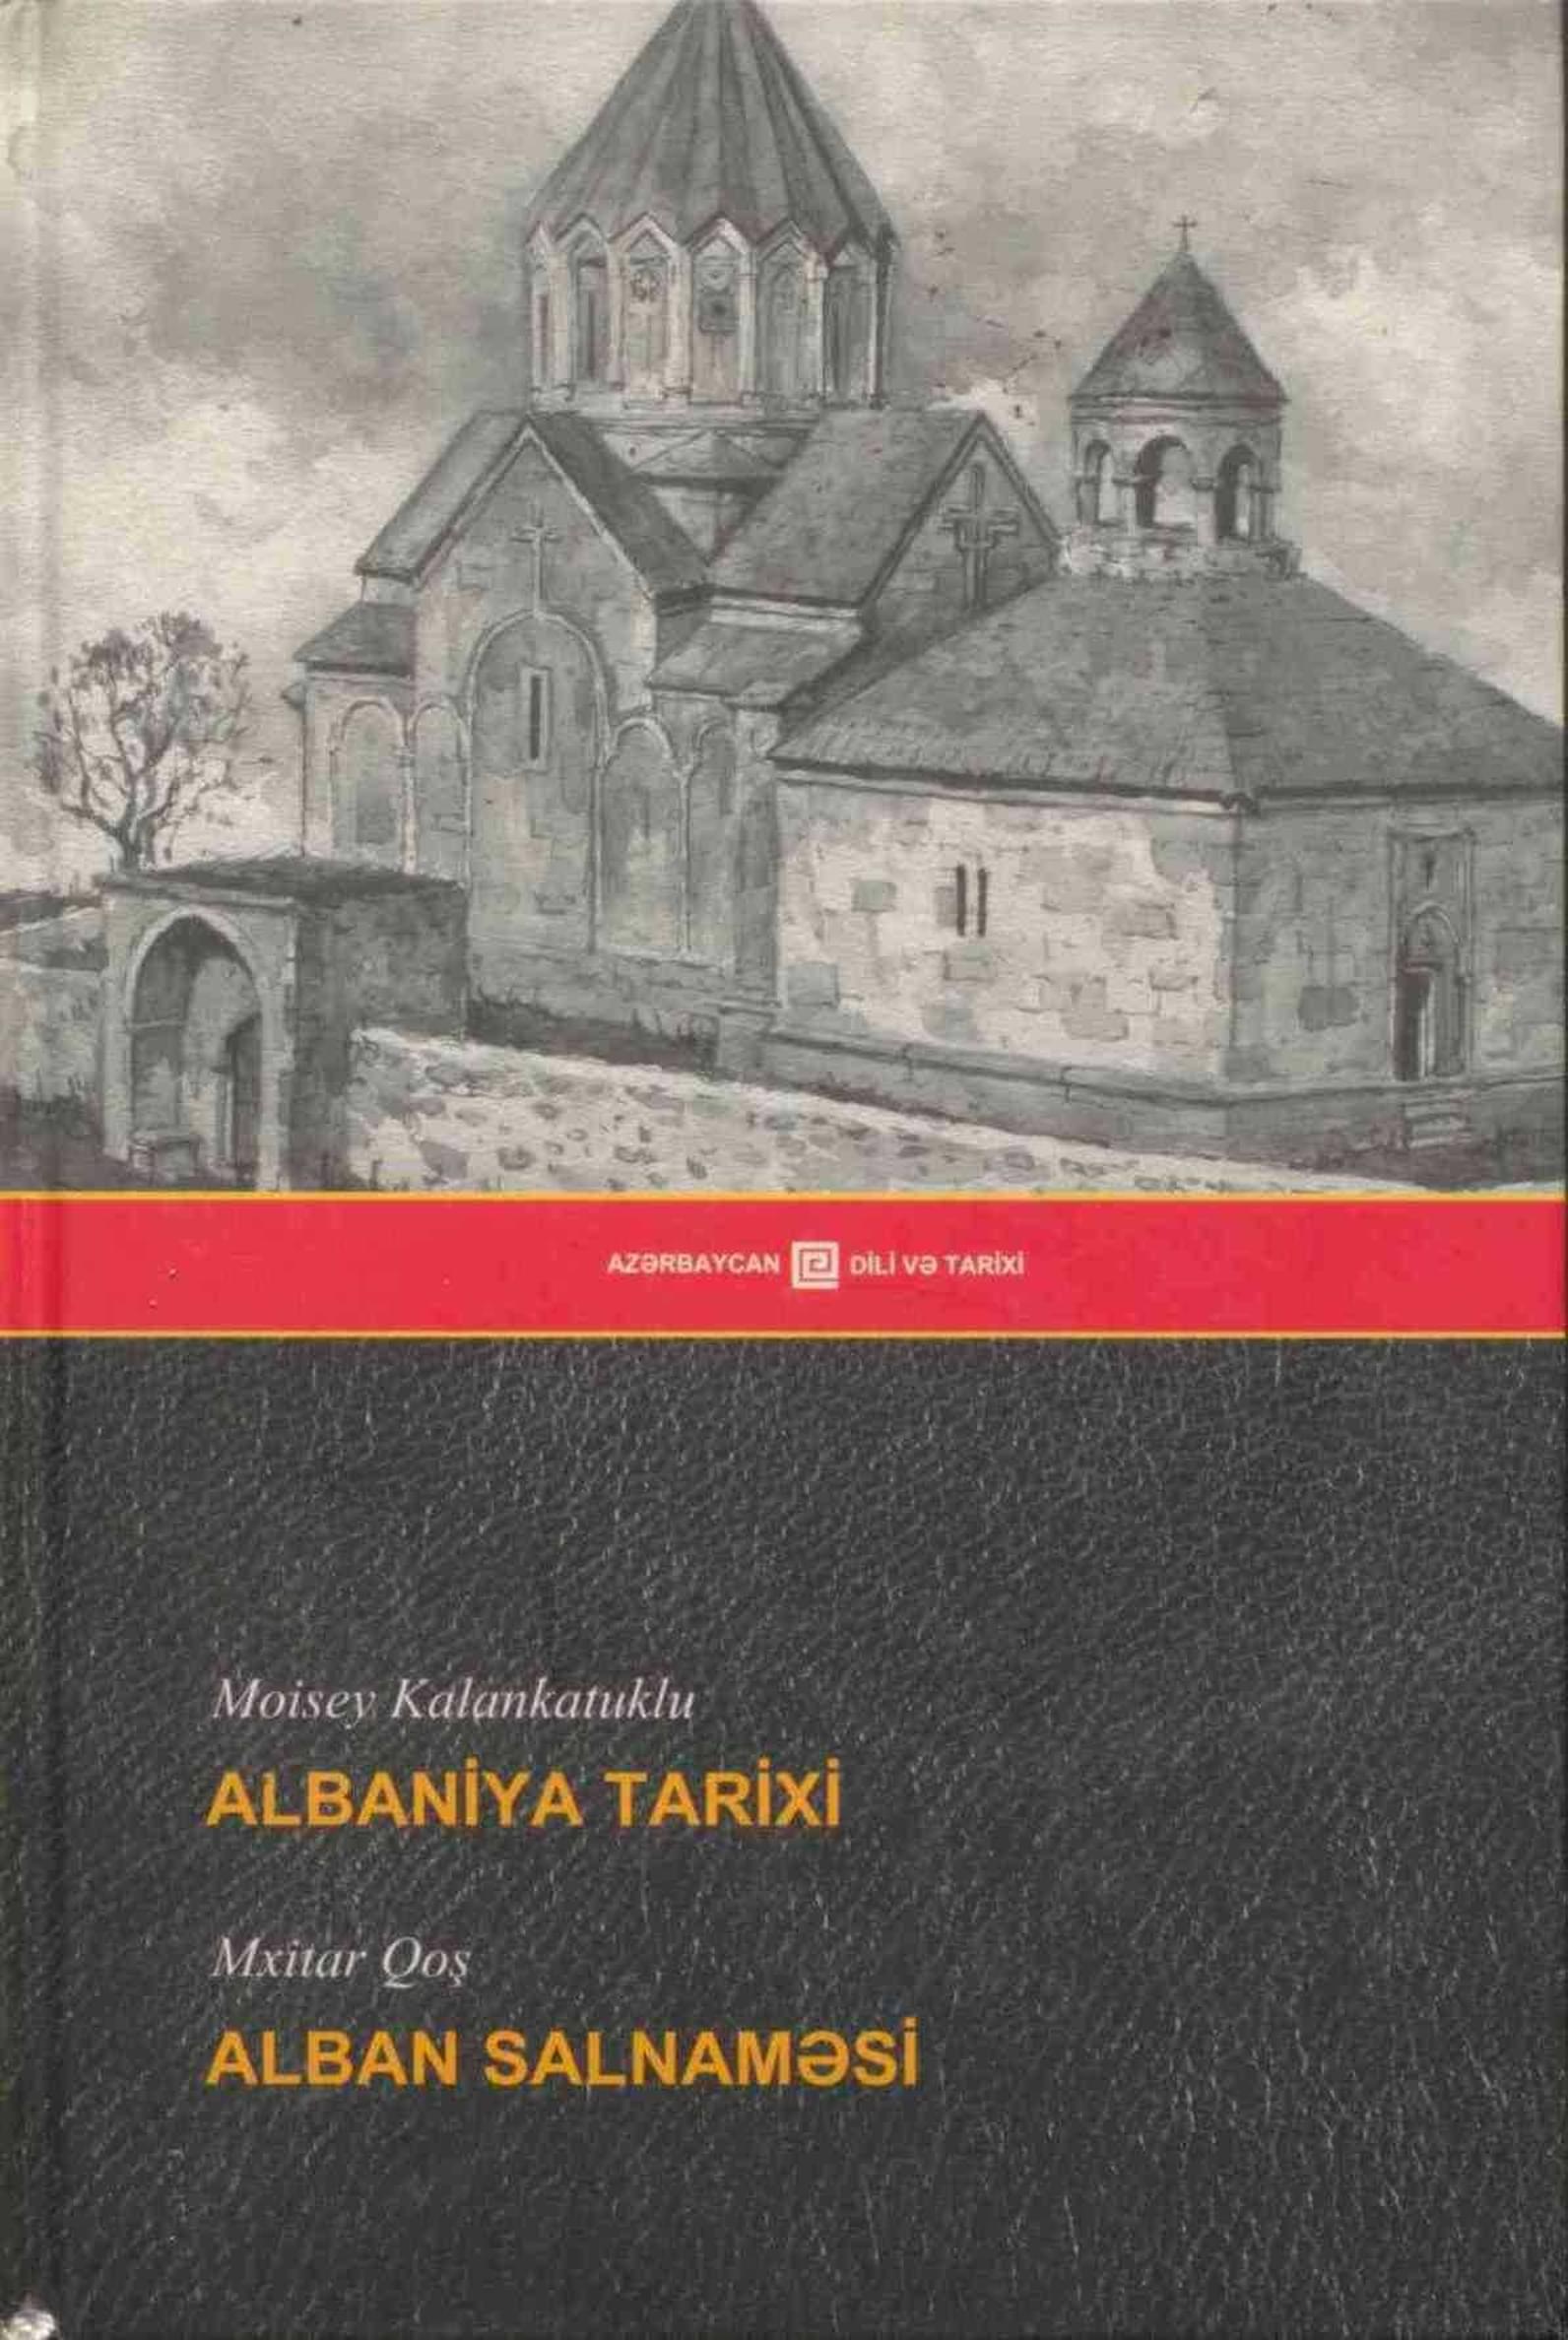 AZƏRBAYCAN DİLİ VƏ TARİXİ
Moisey Kalankatuklu
ALBANİYA TARİXİ
Mxitar Qoş
ALBAN SALNAMƏSİ